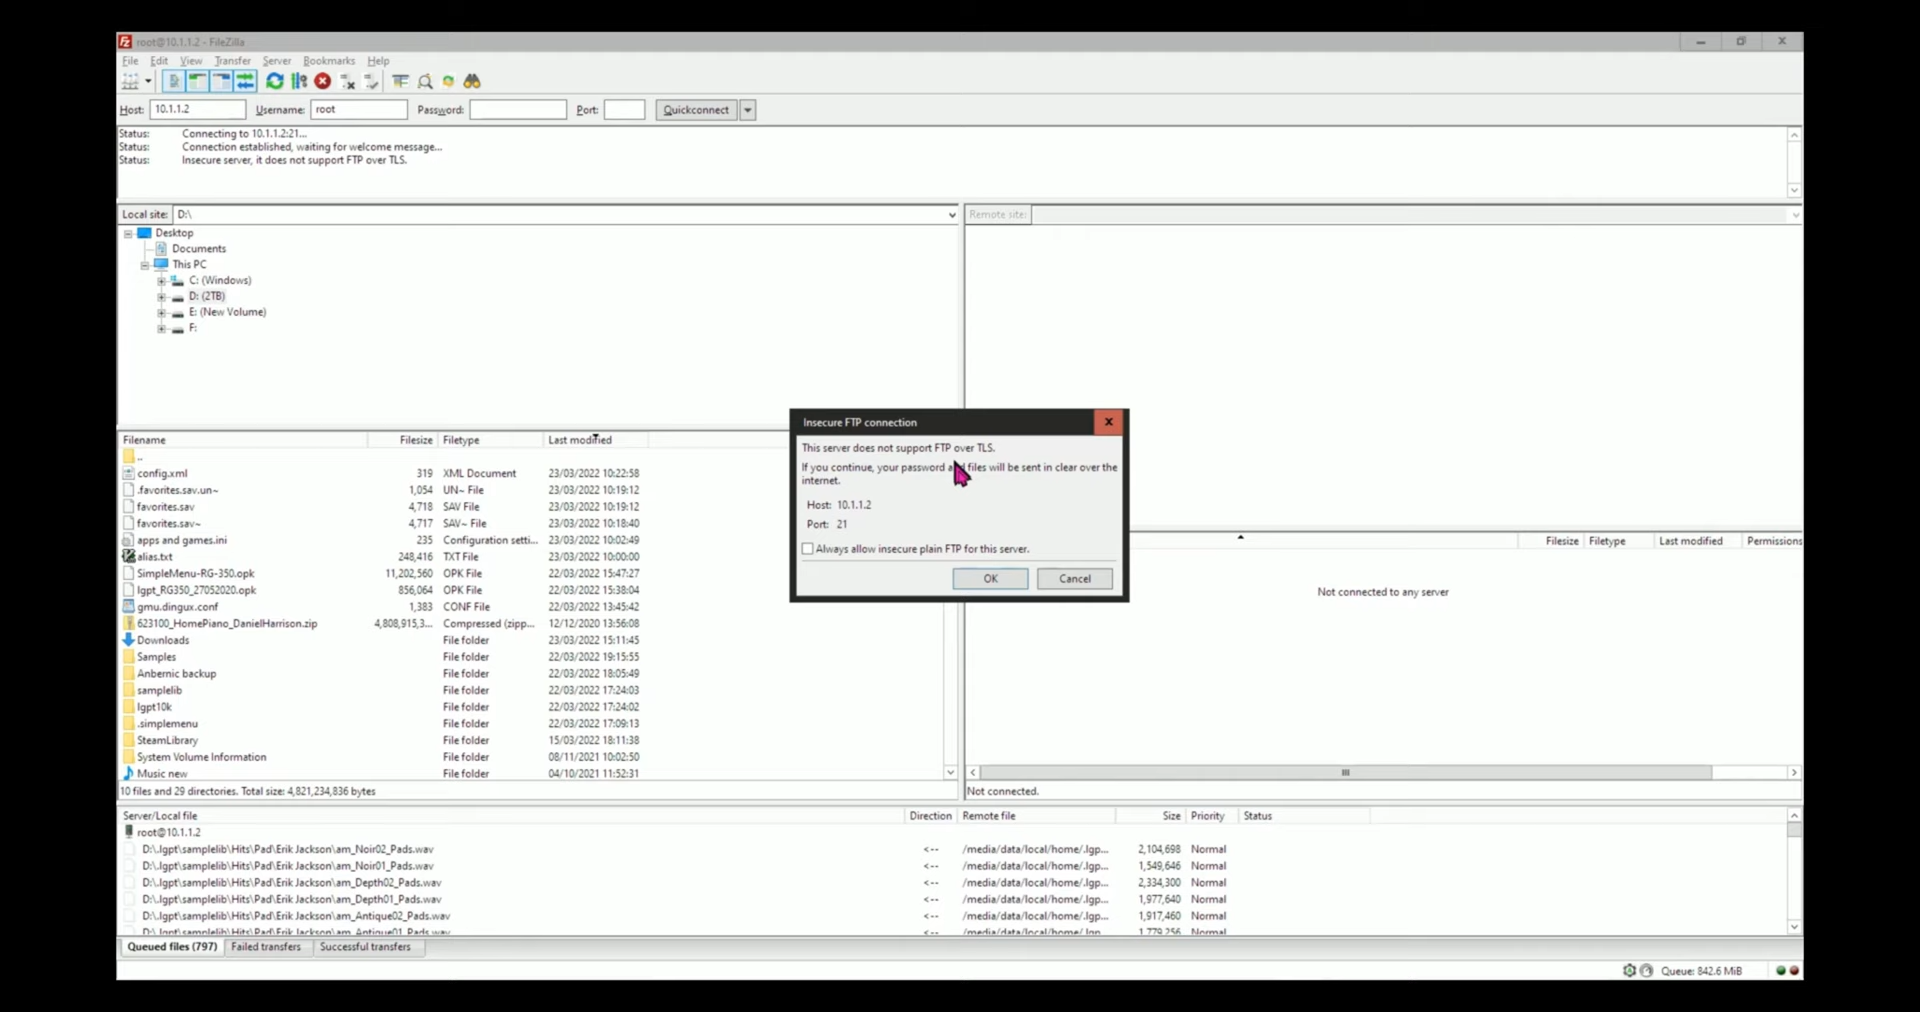 root@10.1.1.2 - FileZilla
File Edit View Transfer Server Bookmarks Help
Host: 10.1.1.2 Username: root Password: Port: Quickconnect
Status: Connecting to 10.1.1.2:21...
Status: Connection established, waiting for welcome message...
Status: Insecure server, it does not support FTP over TLS.
Local site: D:\
Remote site:
Desktop
Documents
This PC
C: (Windows)
D: (2TB)
E: (New Volume)
F:
Filename Filesize Filetype Last modified
..
config.xml 319 XML Document 23/03/2022 10:22:58
.favorites.sav.un~ 1,054 UN~ File 23/03/2022 10:19:12
favorites.sav 4,718 SAV File 23/03/2022 10:19:12
favorites.sav~ 4,717 SAV~ File 23/03/2022 10:18:40
apps and games.ini 235 Configuration setti... 23/03/2022 10:02:49
alias.txt 248,416 TXT File 23/03/2022 10:00:00
SimpleMenu-RG-350.opk 11,202,560 OPK File 22/03/2022 15:47:27
lgpt_RG350_27052020.opk 856,064 OPK File 22/03/2022 15:38:04
gmu.dingux.conf 1,383 CONF File 22/03/2022 13:45:42
623100_HomePiano_DanielHarrison.zip 4,808,915,3... Compressed (zipp... 12/12/2020 13:56:08
Downloads File folder 23/03/2022 15:11:45
Samples File folder 22/03/2022 19:15:55
Anbernic backup File folder 22/03/2022 18:05:49
samplelib File folder 22/03/2022 17:24:03
lgpt10k File folder 22/03/2022 17:24:02
.simplemenu File folder 22/03/2022 17:09:13
SteamLibrary File folder 15/03/2022 18:11:38
System Volume Information File folder 08/11/2021 10:02:50
Music new File folder 04/10/2021 11:52:31
10 files and 29 directories. Total size: 4,821,234,836 bytes
Insecure FTP connection
This server does not support FTP over TLS.
If you continue, your password and files will be sent in clear over the
internet.
Host: 10.1.1.2
Port: 21
Always allow insecure plain FTP for this server.
OK Cancel
Filesize Filetype Last modified Permissions
Not connected to any server
Not connected.
Server/Local file Direction Remote file Size Priority Status
root@10.1.1.2
D:\.lgpt\samplelib\Hits\Pad\Erik Jackson\am_Noir02_Pads.wav <-- /media/data/local/home/.lgp... 2,104,698 Normal
D:\.lgpt\samplelib\Hits\Pad\Erik Jackson\am_Noir01_Pads.wav <-- /media/data/local/home/.lgp... 1,549,646 Normal
D:\.lgpt\samplelib\Hits\Pad\Erik Jackson\am_Depth02_Pads.wav <-- /media/data/local/home/.lgp... 2,334,300 Normal
D:\.lgpt\samplelib\Hits\Pad\Erik Jackson\am_Depth01_Pads.wav <-- /media/data/local/home/.lgp... 1,977,640 Normal
D:\.lgpt\samplelib\Hits\Pad\Erik Jackson\am_Antique02_Pads.wav <-- /media/data/local/home/.lgp... 1,917,460 Normal
D:\.lgpt\samplelib\Hits\Pad\Erik Jackson\am_Antique01_Pads.wav <-- /media/data/local/home/.lgp... 1,779,256 Normal
Queued files (797) Failed transfers Successful transfers
Queue: 842.6 MiB